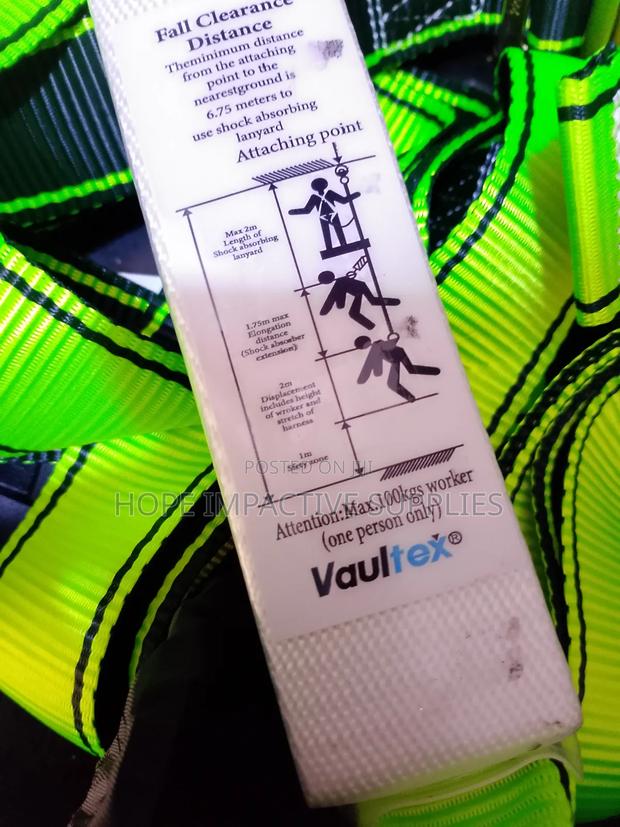 Fall Clearance
Distance
Theminimum distance
from the attaching
point to the
nearestground is
6.75 meters to
use shock absorbing
lanyard
Attaching point
Max 2m
Length of
Shock absorbing
lanyard
1.75m max
Elongation
distance
(Shock absorber
extension)
2m
Displacement
includes height
of wroker and
stretch of
harness
1m
Sfesy zone
POSTED ON JIJI
HOPE IMPACTIVE SUPPLIES
Attention:Max.100kgs worker
(one person only)
Vaultex®